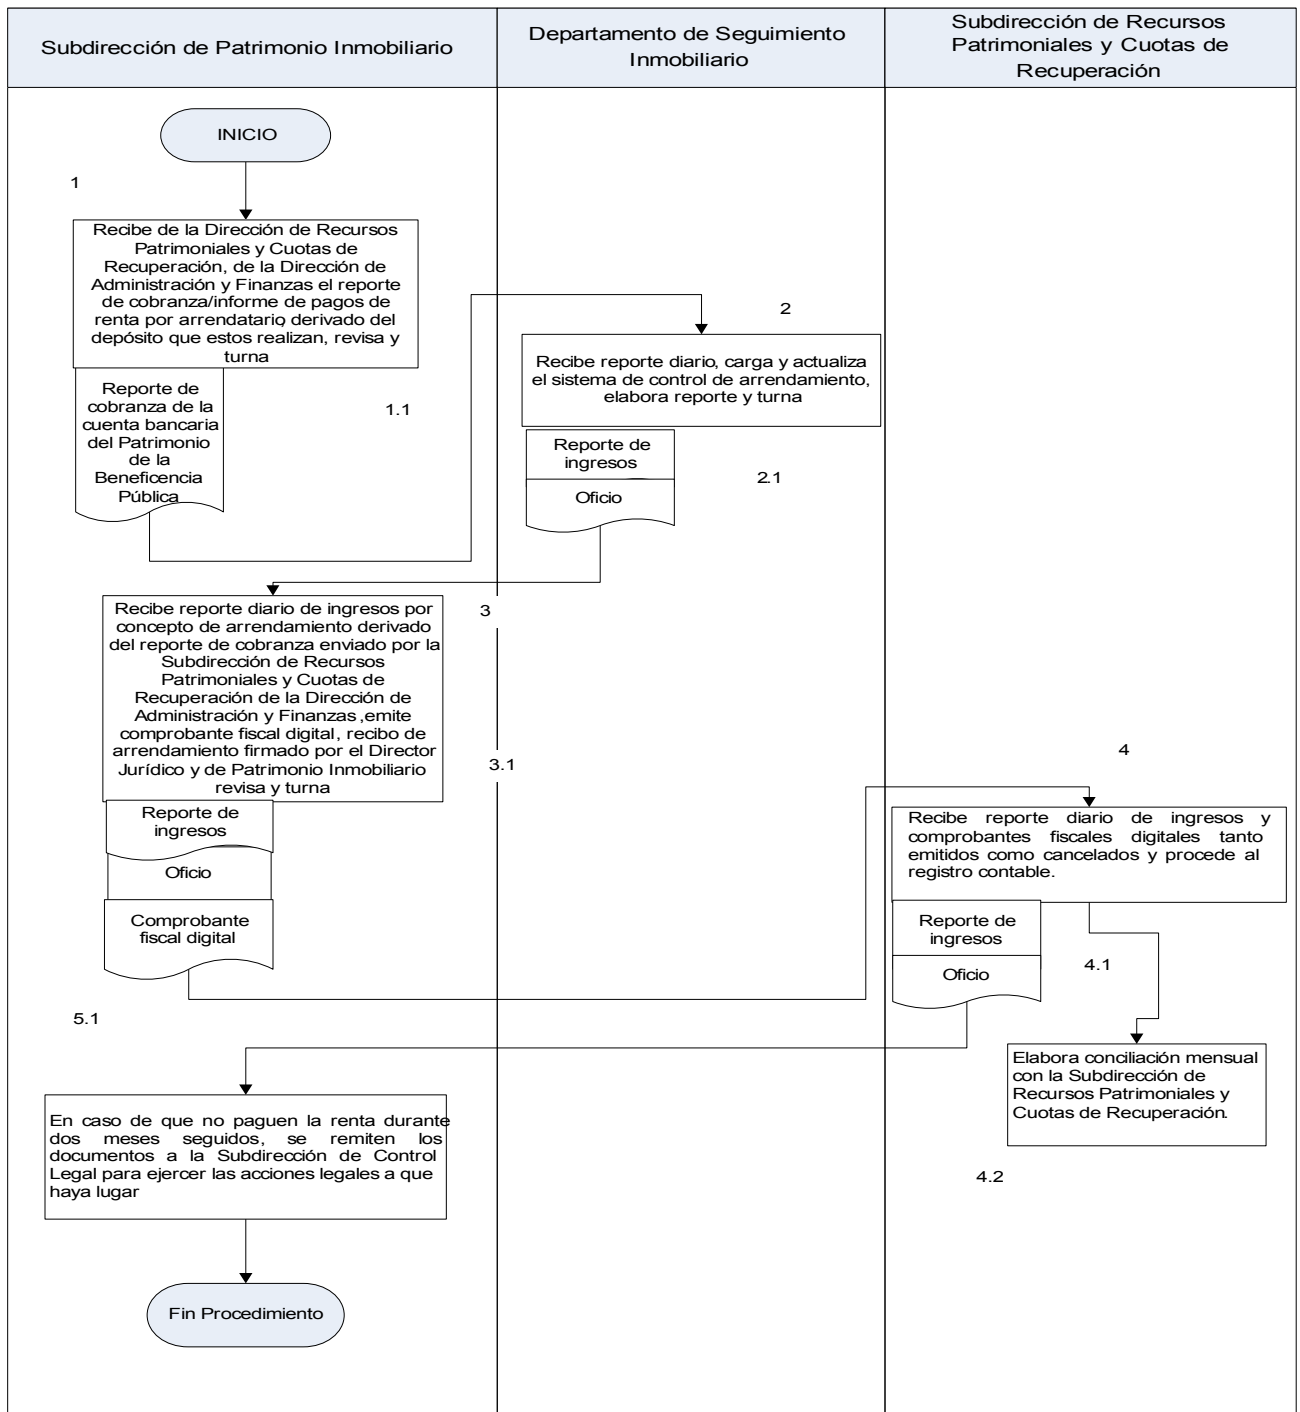 Subdirección de Patrimonio Inmobiliario
Departamento de Seguimiento
Inmobiliario
Subdirección de Recursos
Patrimoniales y Cuotas de
Recuperación
INICIO
1
Recibe de la Dirección de Recursos
Patrimoniales y Cuotas de
Recuperación, de la Dirección de
Administración y Finanzas el reporte
de cobranza/informe de pagos de
renta por arrendatario, derivado del
depósito que estos realizan, revisa y
turna
Reporte de
cobranza de la
cuenta bancaria
del Patrimonio
de la
Beneficencia
Pública
1.1
2
Recibe reporte diario, carga y actualiza
el sistema de control de arrendamiento,
elabora reporte y turna
Reporte de
ingresos
2.1
Oficio
3
Recibe reporte diario de ingresos por
concepto de arrendamiento derivado
del reporte de cobranza enviado por la
Subdirección de Recursos
Patrimoniales y Cuotas de
Recuperación de la Dirección de
Administración y Finanzas ,emite
comprobante fiscal digital, recibo de
arrendamiento firmado por el Director
Jurídico y de Patrimonio Inmobiliario
revisa y turna
3.1
Reporte de
ingresos
Oficio
Comprobante
fiscal digital
4
Recibe reporte diario de ingresos y
comprobantes fiscales digitales tanto
emitidos como cancelados y procede al
registro contable.
Reporte de
ingresos
Oficio
4.1
Elabora conciliación mensual
con la Subdirección de
Recursos Patrimoniales y
Cuotas de Recuperación.
4.2
5.1
En caso de que no paguen la renta durante
dos meses seguidos, se remiten los
documentos a la Subdirección de Control
Legal para ejercer las acciones legales a que
haya lugar
Fin Procedimiento